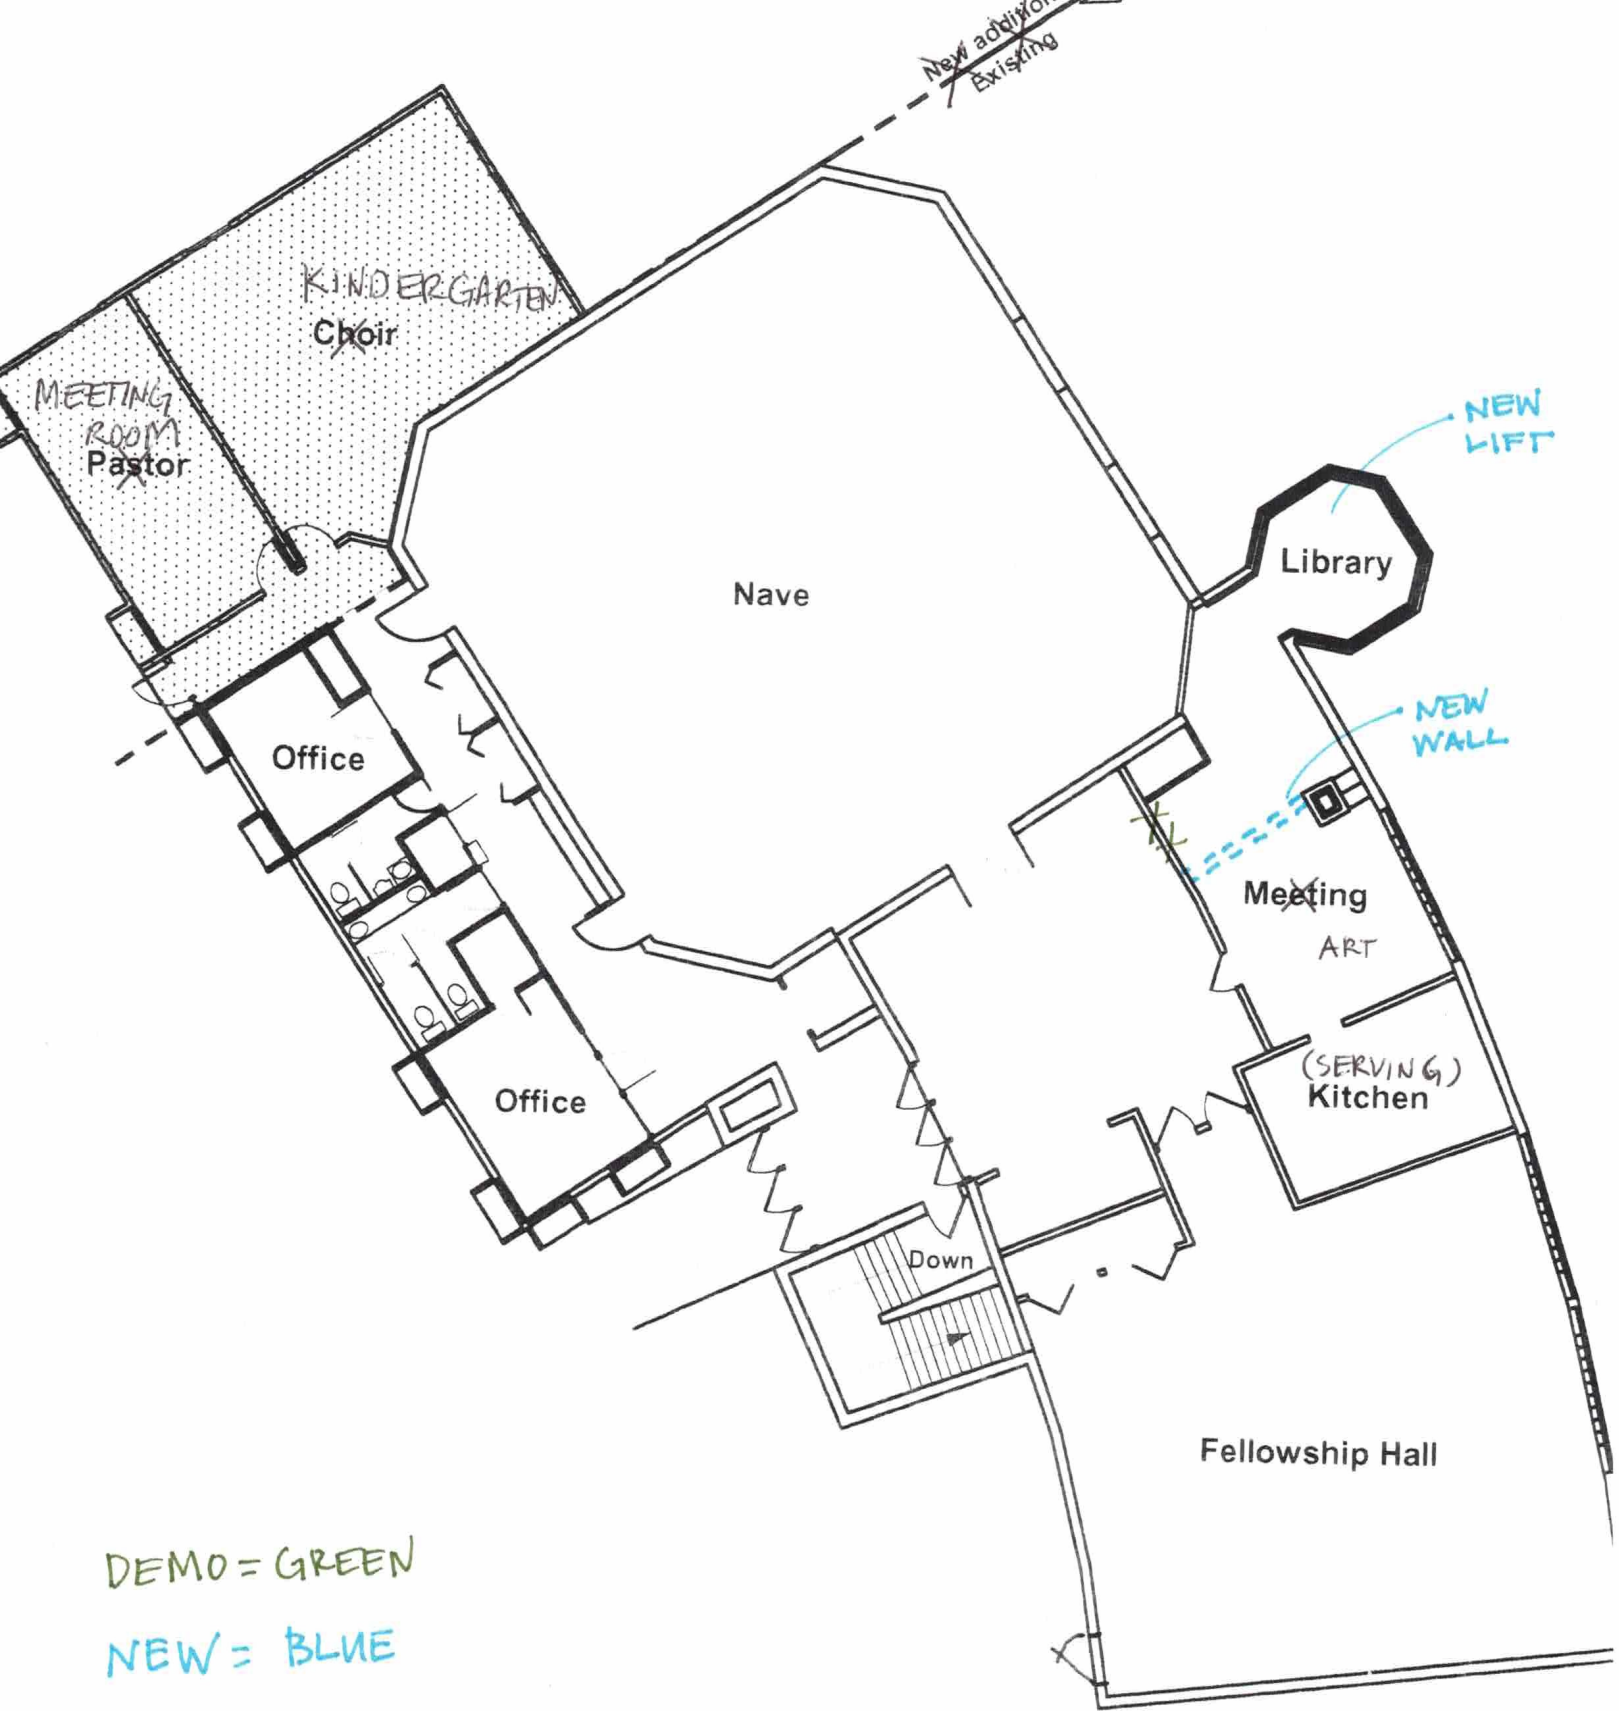 New addition
Existing
KINDERGARTEN
Choir
MEETING
ROOM
Pastor
NEW
LIFT
Library
Nave
NEW
WALL
Office
Meeting
ART
(SERVING)
Kitchen
Office
Down
Fellowship Hall
DEMO = GREEN
NEW = BLUE